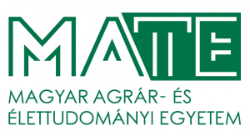 MATE
MAGYAR AGRÁR- ÉS
ÉLETTUDOMÁNYI EGYETEM